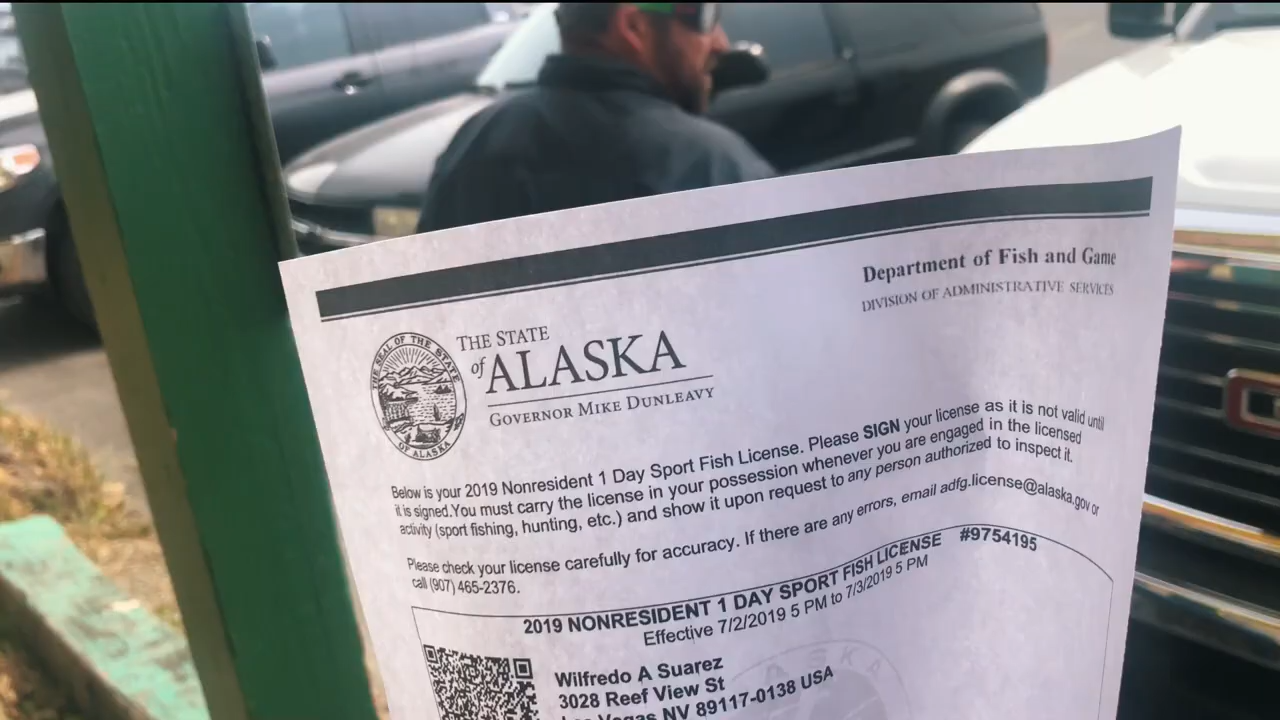 Department of Fish and Game
DIVISION OF ADMINISTRATIVE SERVICES
THE SEAL OF THE STATE OF ALASKA
THE STATE
of ALASKA
GOVERNOR MIKE DUNLEAVY
Below is your 2019 Nonresident 1 Day Sport Fish License. Please SIGN your license as it is not valid until
it is signed.You must carry the license in your possession whenever you are engaged in the licensed
activity (sport fishing, hunting, etc.) and show it upon request to any person authorized to inspect it.
Please check your license carefully for accuracy. If there are any errors, email adfg.license@alaska.gov or
call (907) 465-2376.
2019 NONRESIDENT 1 DAY SPORT FISH LICENSE #9754195
Effective 7/2/2019 5 PM to 7/3/2019 5 PM
Wilfredo A Suarez
3028 Reef View St
Las Vegas NV 89117-0138 USA